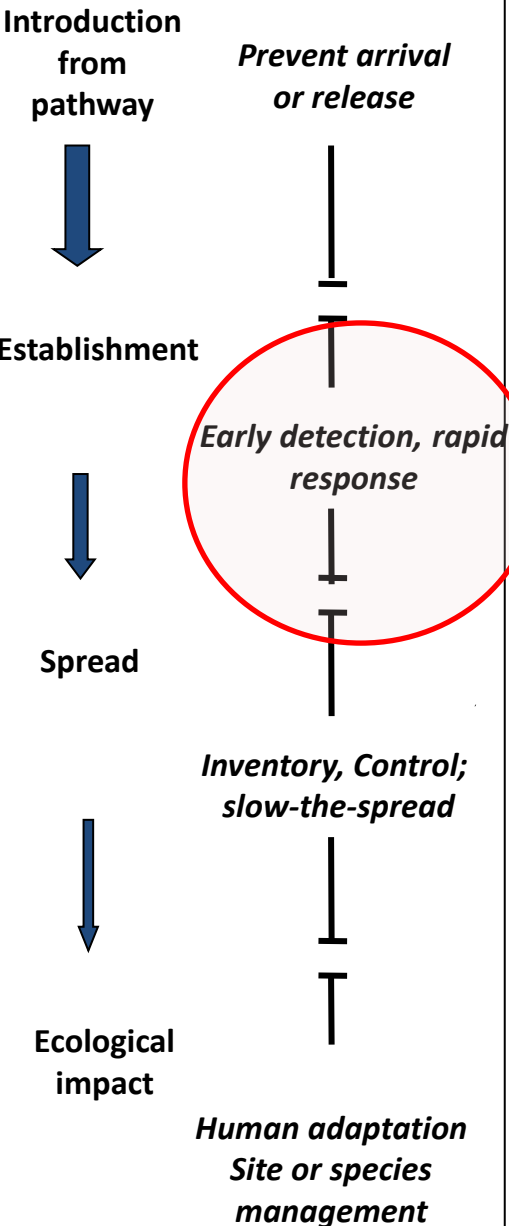 Introduction
from
pathway
Prevent arrival
or release
Establishment
Early detection, rapid
response
Spread
Inventory, Control;
slow-the-spread
Ecological
impact
Human adaptation
Site or species
management